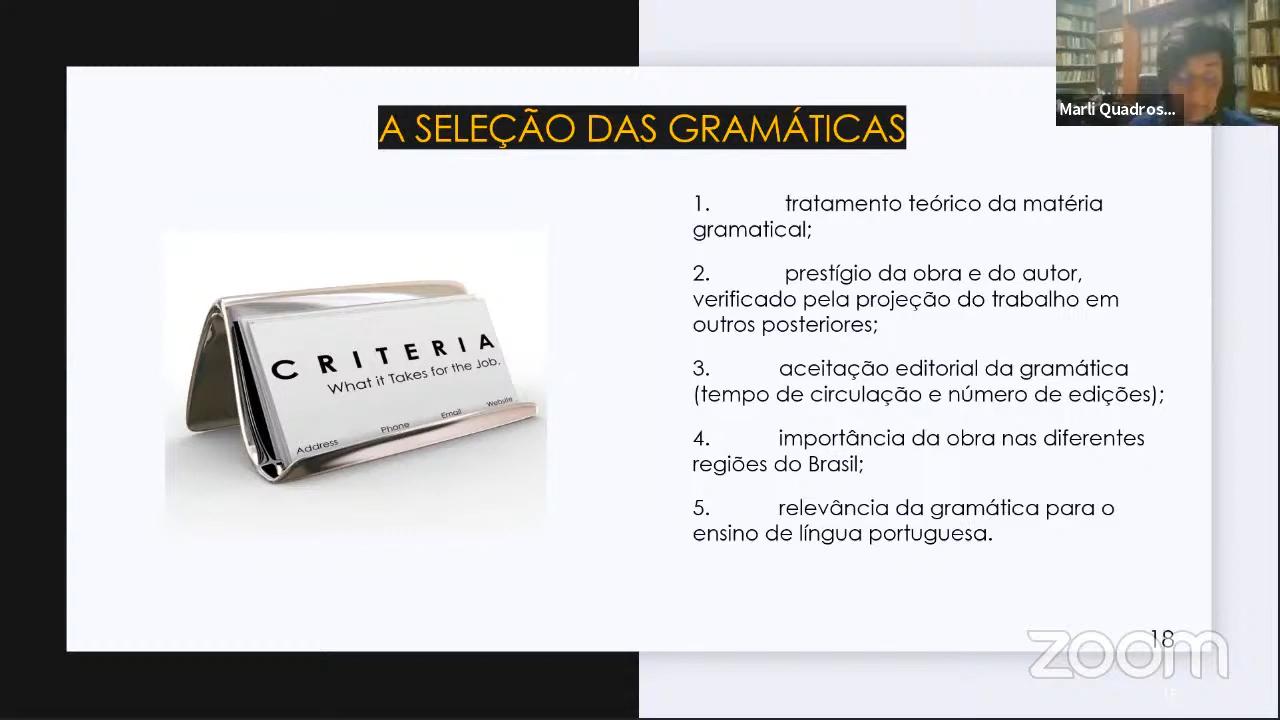 Marli Quadros...
A SELEÇÃO DAS GRAMÁTICAS
1. tratamento teórico da matéria
gramatical;
2. prestígio da obra e do autor,
verificado pela projeção do trabalho em
outros posteriores;
3. aceitação editorial da gramática
(tempo de circulação e número de edições);
4. importância da obra nas diferentes
regiões do Brasil;
5. relevância da gramática para o
ensino de língua portuguesa.
CRITERIA
What it Takes for the Job.
Address Phone Email Website
18
zoom